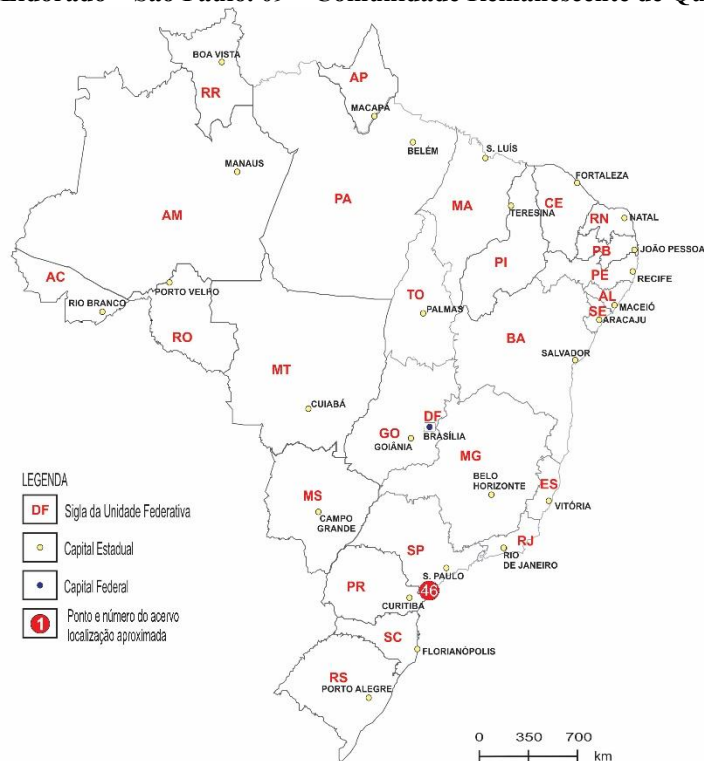 Eldorado – São Paulo. 09 – Comunidade Remanescente de Qu
BOA VISTA
RR
AP
MACAPÁ
BELÉM
S. LUÍS
FORTALEZA
MANAUS
AM
PA
MA
TERESINA
CE
RN
NATAL
PB
JOÃO PESSOA
PI
PE
RECIFE
AC
RIO BRANCO
PORTO VELHO
TO
PALMAS
AL
MACEIÓ
SE
ARACAJU
RO
BA
MT
SALVADOR
CUIABÁ
DF
GO
BRASÍLIA
GOIÂNIA
MG
BELO
HORIZONTE
ES
VITÓRIA
MS
CAMPO
GRANDE
SP
RJ
RIO
DE JANEIRO
S. PAULO
PR
46
CURITIBA
SC
FLORIANÓPOLIS
RS
PORTO ALEGRE
LEGENDA
DF Sigla da Unidade Federativa
Capital Estadual
Capital Federal
1 Ponto e número do acervo
localização aproximada
0 350 700
km